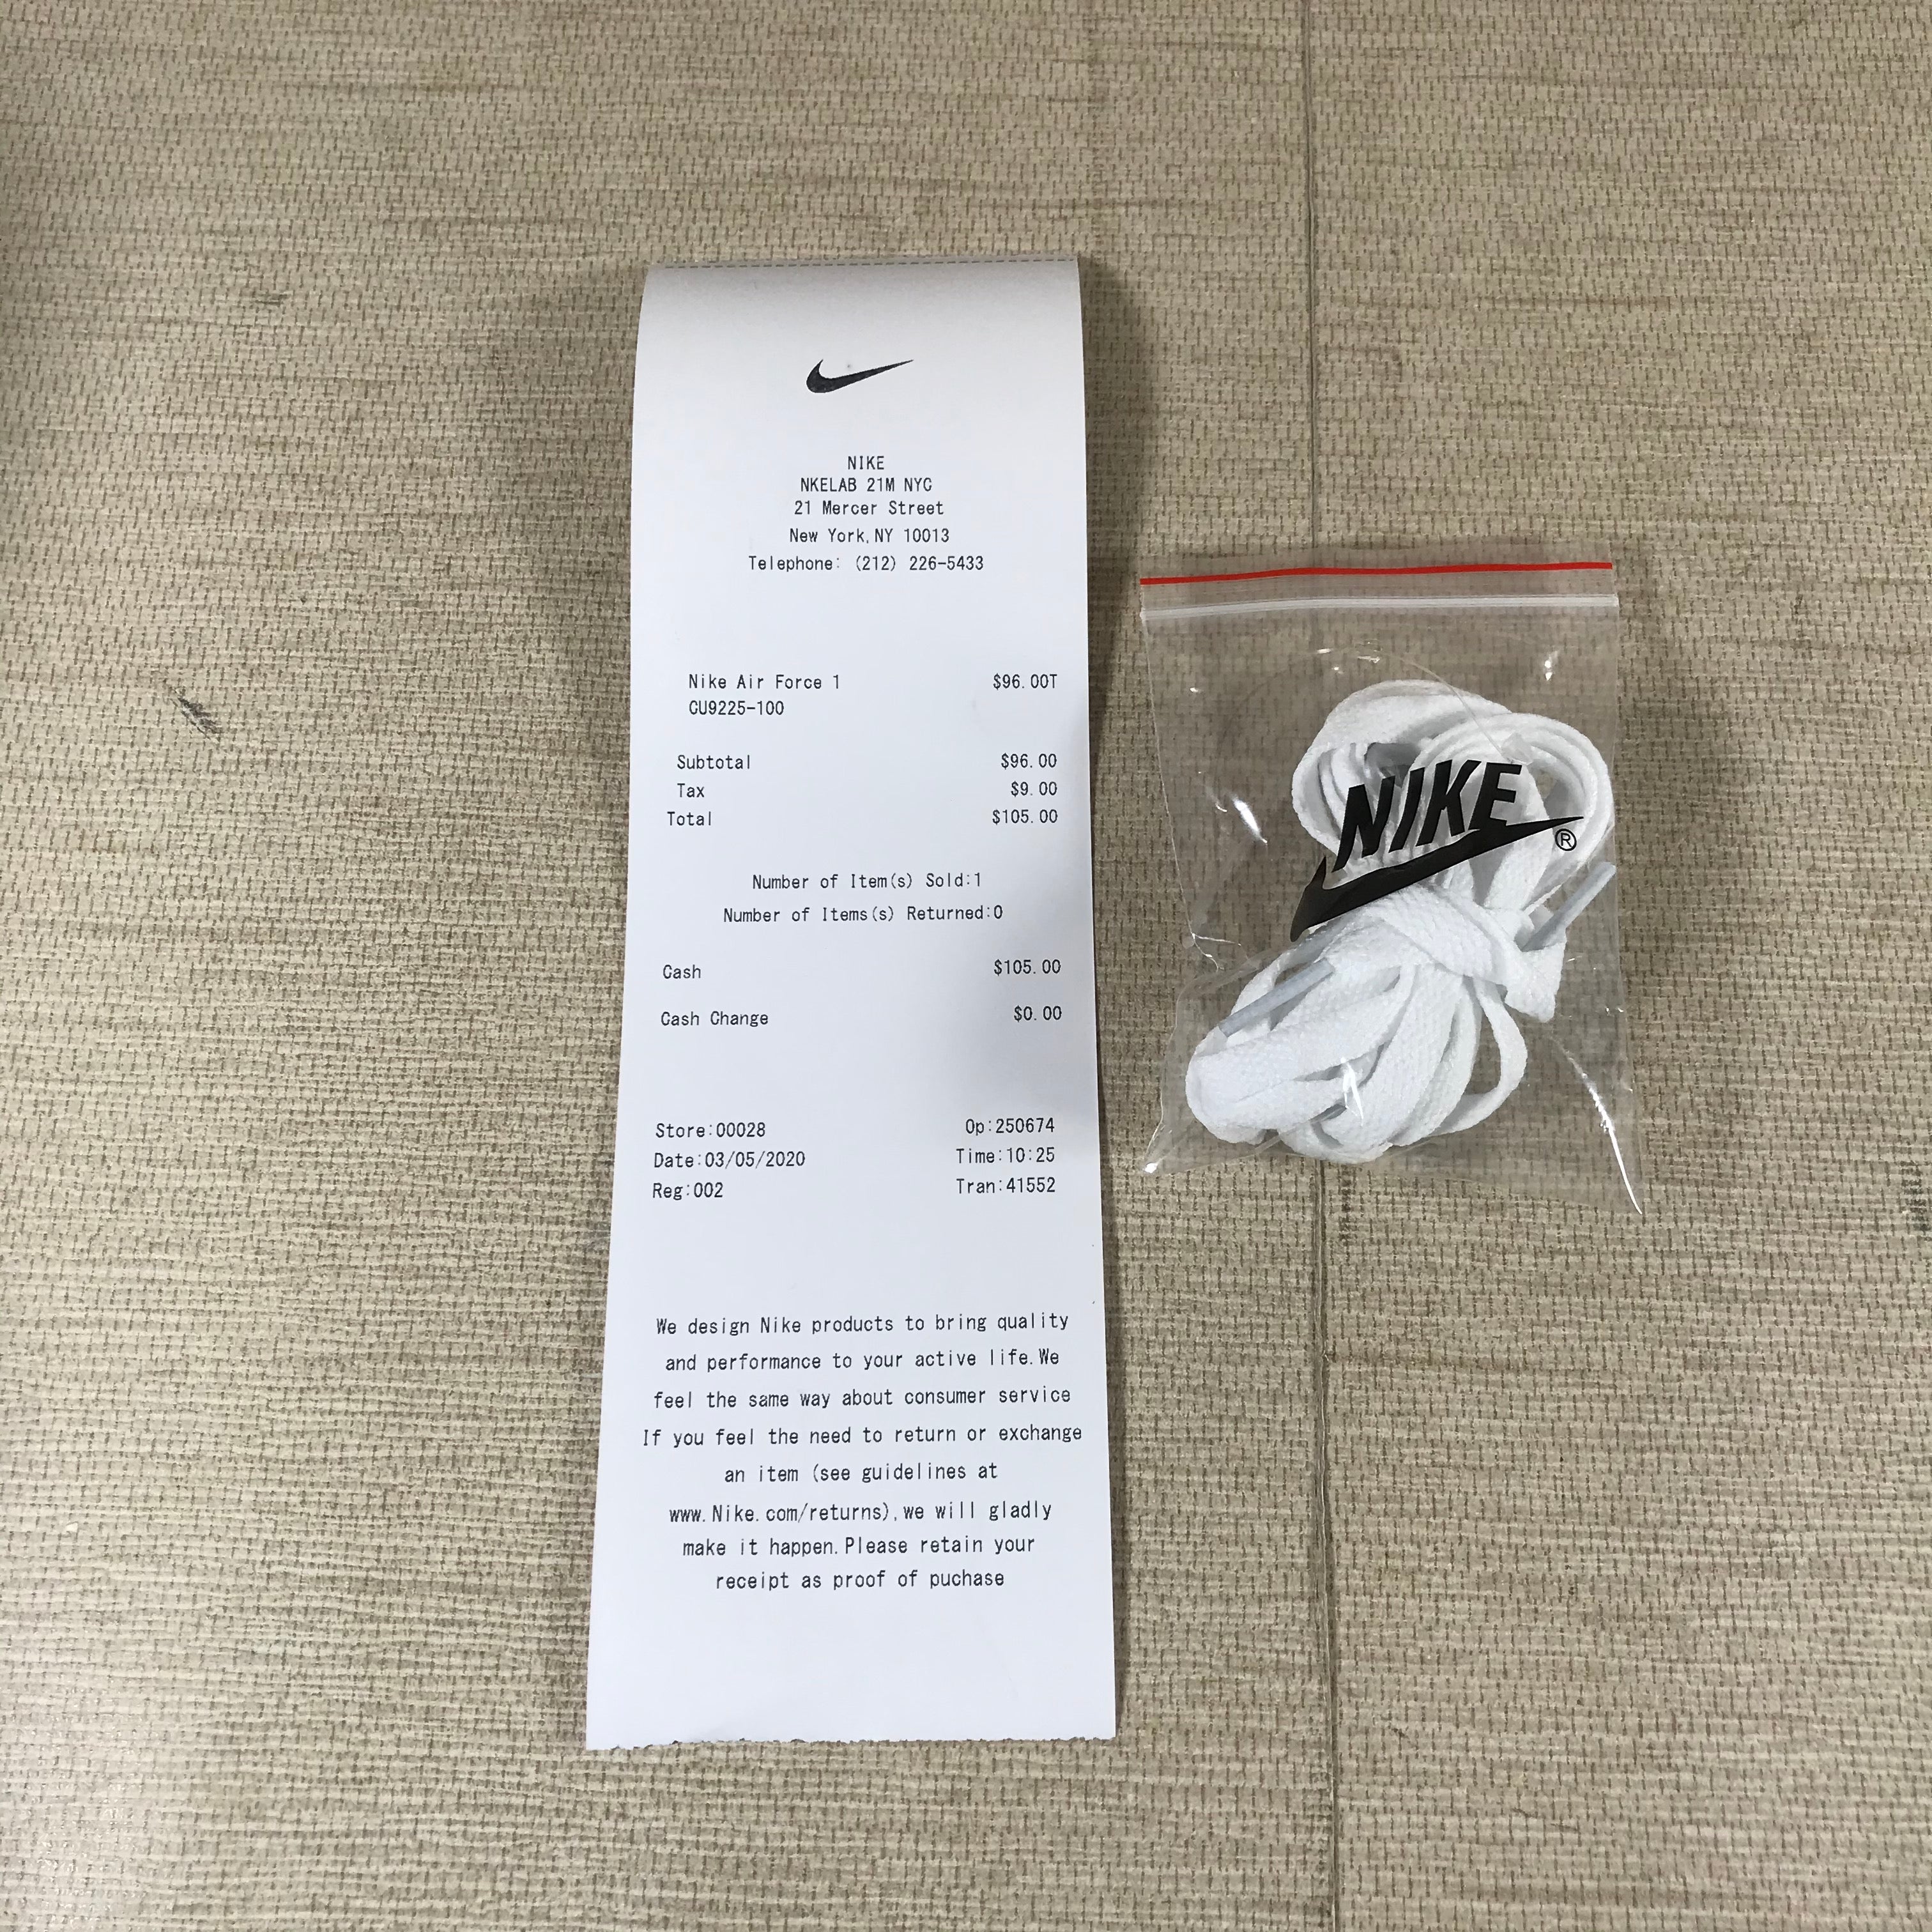 NIKE
NKELAB 21M NYC
21 Mercer Street
New York,NY 10013
Telephone: (212) 226-5433
Nike Air Force 1 $96.00T
CU9225-100
Subtotal $96.00
Tax $9.00
Total $105.00
Number of Item(s) Sold:1
Number of Items(s) Returned:0
Cash $105.00
Cash Change $0.00
Store:00028 Op:250674
Date:03/05/2020 Time:10:25
Reg:002 Tran:41552
We design Nike products to bring quality
and performance to your active life.We
feel the same way about consumer service
If you feel the need to return or exchange
an item (see guidelines at
www.Nike.com/returns),we will gladly
make it happen.Please retain your
receipt as proof of puchase
NIKE
®